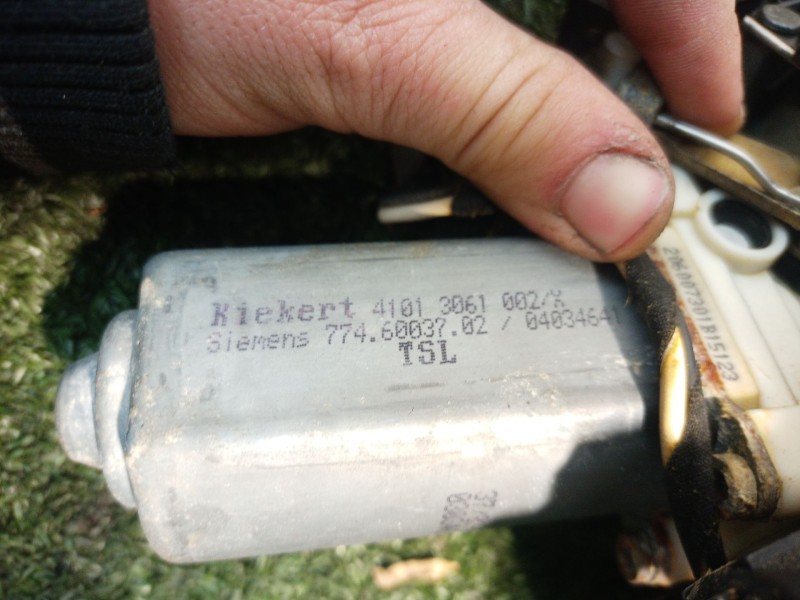 Kiekert 4101 3061 002/X
Siemens 774.60037.02 / 04034641
TSL